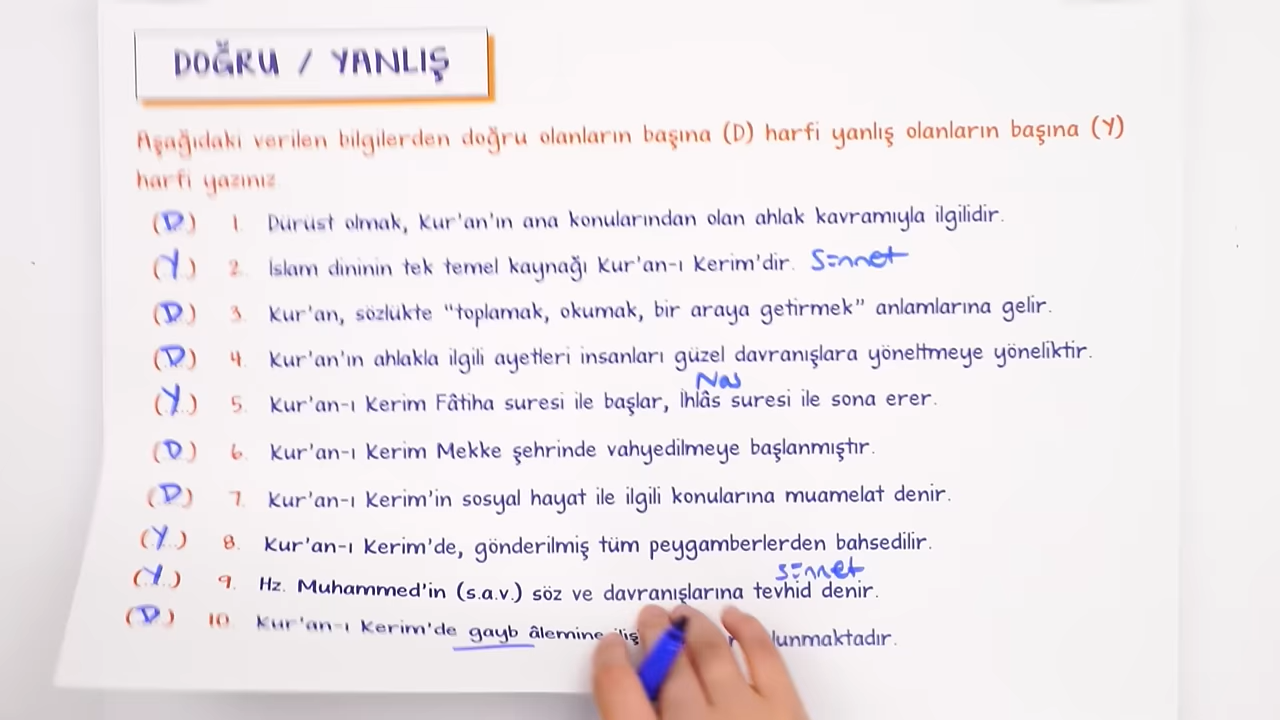 DOĞRU / YANLIŞ
Aşağıdaki verilen bilgilerden doğru olanların başına (D) harfi yanlış olanların başına (Y)
harfi yazınız
(D) 1. Dürüst olmak, Kur'an'ın ana konularından olan ahlak kavramıyla ilgilidir.
(Y) 2. İslam dininin tek temel kaynağı Kur'an-ı Kerim'dir. Sünnet
(D) 3. Kur'an, sözlükte “toplamak, okumak, bir araya getirmek” anlamlarına gelir.
(D) 4. Kur'an'ın ahlakla ilgili ayetleri insanları güzel davranışlara yöneltmeye yöneliktir.
Nas
(Y) 5. Kur'an-ı Kerim Fâtiha suresi ile başlar, İhlâs suresi ile sona erer.
(D) 6. Kur'an-ı Kerim Mekke şehrinde vahyedilmeye başlanmıştır.
(D) 7. Kur'an-ı Kerim'in sosyal hayat ile ilgili konularına muamelat denir.
(Y) 8. Kur'an-ı Kerim'de, gönderilmiş tüm peygamberlerden bahsedilir.
Sünnet
(Y) 9. Hz. Muhammed'in (s.a.v.) söz ve davranışlarına tevhid denir.
(D) 10. Kur'an-ı Kerim'de gayb âlemine